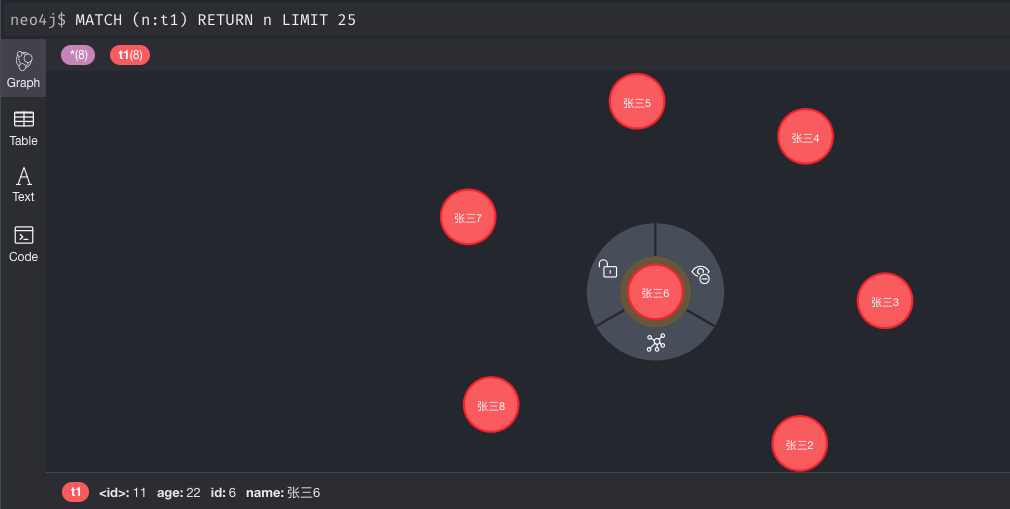 neo4j$ MATCH (n:t1) RETURN n LIMIT 25
*(8) t1(8)
Graph
Table
A
Text
Code
张三5
张三4
张三7
张三6
张三3
张三8
张三2
t1 <id>: 11 age: 22 id: 6 name: 张三6